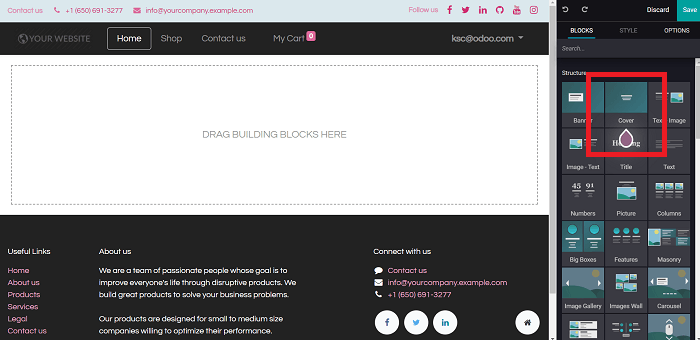 Contact us +1 (650) 691-3277 info@yourcompany.example.com Follow us
Discard Save
YOUR WEBSITE Home Shop Contact us My Cart 0 ksc@odoo.com
BLOCKS STYLE OPTIONS
Search...
Structure
Banner Cover
DRAG BUILDING BLOCKS HERE
Image - Text Title Text
45 91
Numbers Picture Columns
Big Boxes Features Masonry
Image Gallery Images Wall Carousel
Useful Links About us Connect with us
Home We are a team of passionate people whose goal is to Contact us
About us improve everyone's life through disruptive products. We info@yourcompany.example.com
Products build great products to solve your business problems. +1 (650) 691-3277
Services
Legal Our products are designed for small to medium size
Contact us companies willing to optimize their performance.